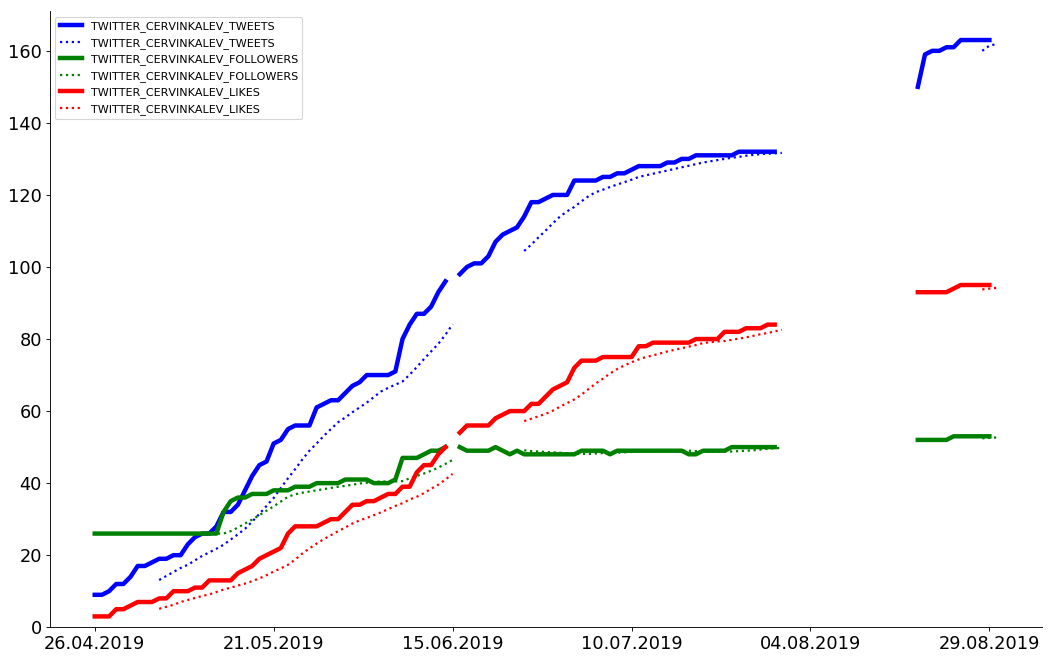 TWITTER_CERVINKALEV_TWEETS
TWITTER_CERVINKALEV_TWEETS
TWITTER_CERVINKALEV_FOLLOWERS
TWITTER_CERVINKALEV_FOLLOWERS
TWITTER_CERVINKALEV_LIKES
TWITTER_CERVINKALEV_LIKES
160
140
120
100
80
60
40
20
0
26.04.2019 21.05.2019 15.06.2019 10.07.2019 04.08.2019 29.08.2019